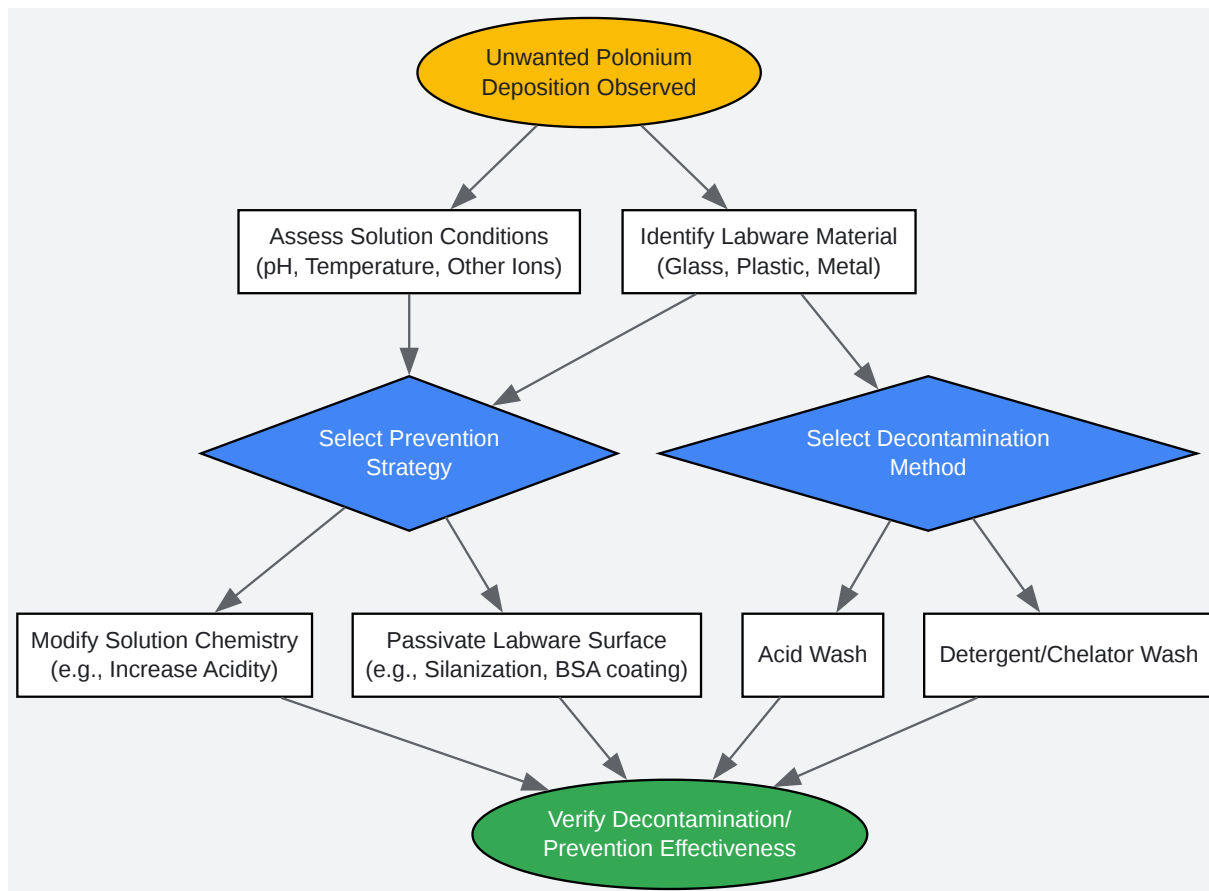 Unwanted Polonium
Deposition Observed
Assess Solution Conditions
(pH, Temperature, Other Ions)
Identify Labware Material
(Glass, Plastic, Metal)
Select Prevention
Strategy
Select Decontamination
Method
Modify Solution Chemistry
(e.g., Increase Acidity)
Passivate Labware Surface
(e.g., Silanization, BSA coating)
Acid Wash
Detergent/Chelator Wash
Verify Decontamination/
Prevention Effectiveness